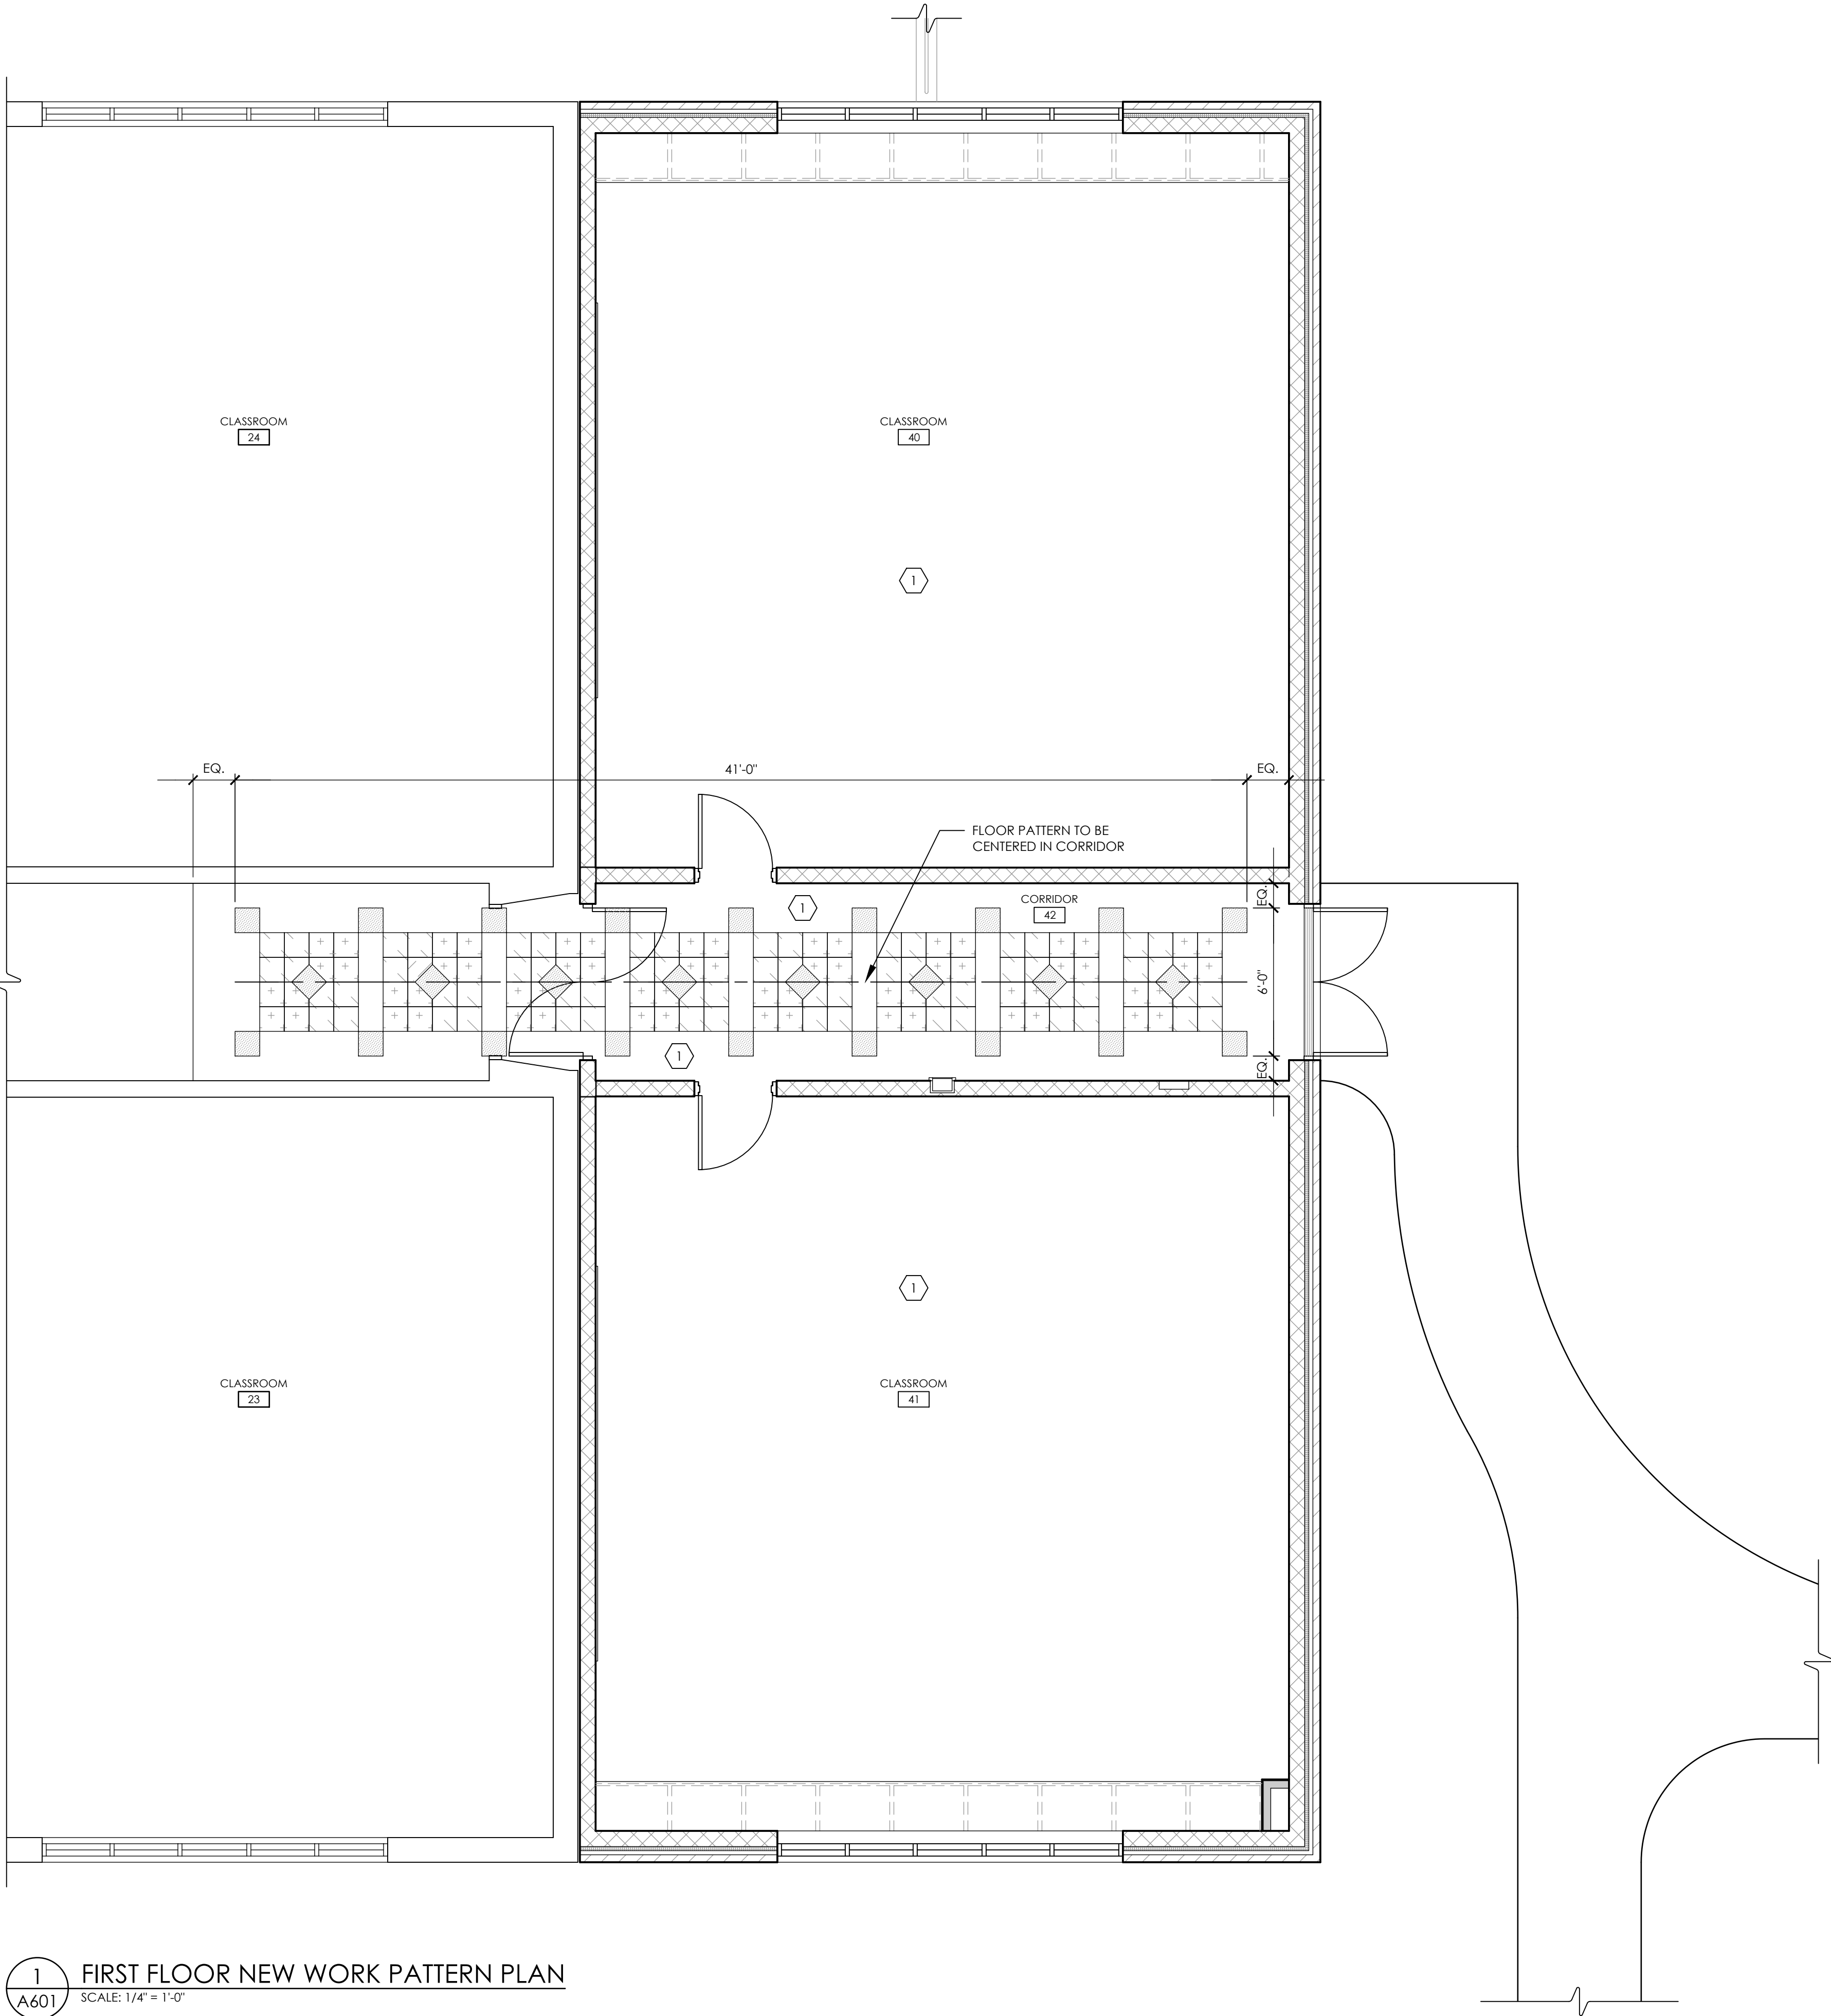 CLASSROOM
24
CLASSROOM
40
1
EQ.
41'-0"
EQ.
FLOOR PATTERN TO BE
CENTERED IN CORRIDOR
EQ.
1
CORRIDOR
42
6'-0"
1
EQ.
1
CLASSROOM
23
CLASSROOM
41
1
A601
FIRST FLOOR NEW WORK PATTERN PLAN
SCALE: 1/4" = 1'-0"